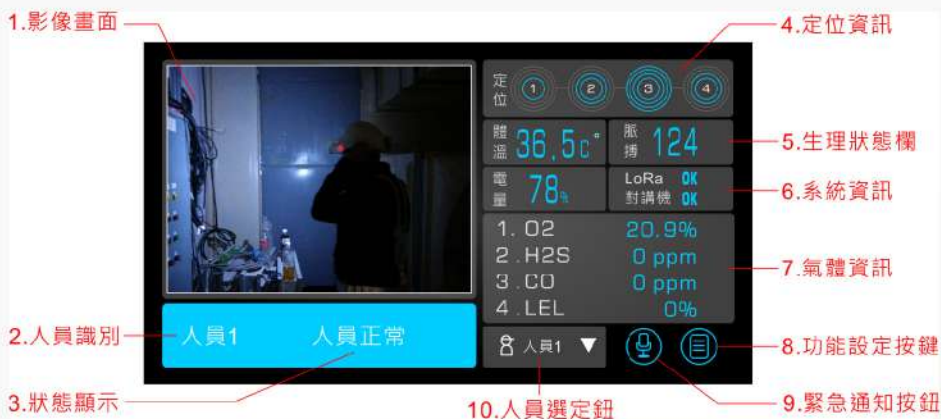 1.影像畫面
4.定位資訊
定位
1
2
3
4
體溫 36.5c°
脈搏 124
5.生理狀態欄
電量 78%
LoRa OK
對講機 OK
6.系統資訊
1. O2 20.9%
2.H2S 0 ppm
3.CO 0 ppm
4.LEL 0%
7.氣體資訊
2.人員識別
人員1 人員正常
人員1 ▼
8.功能設定按鍵
3.狀態顯示
10.人員選定鈕
9.緊急通知按鈕